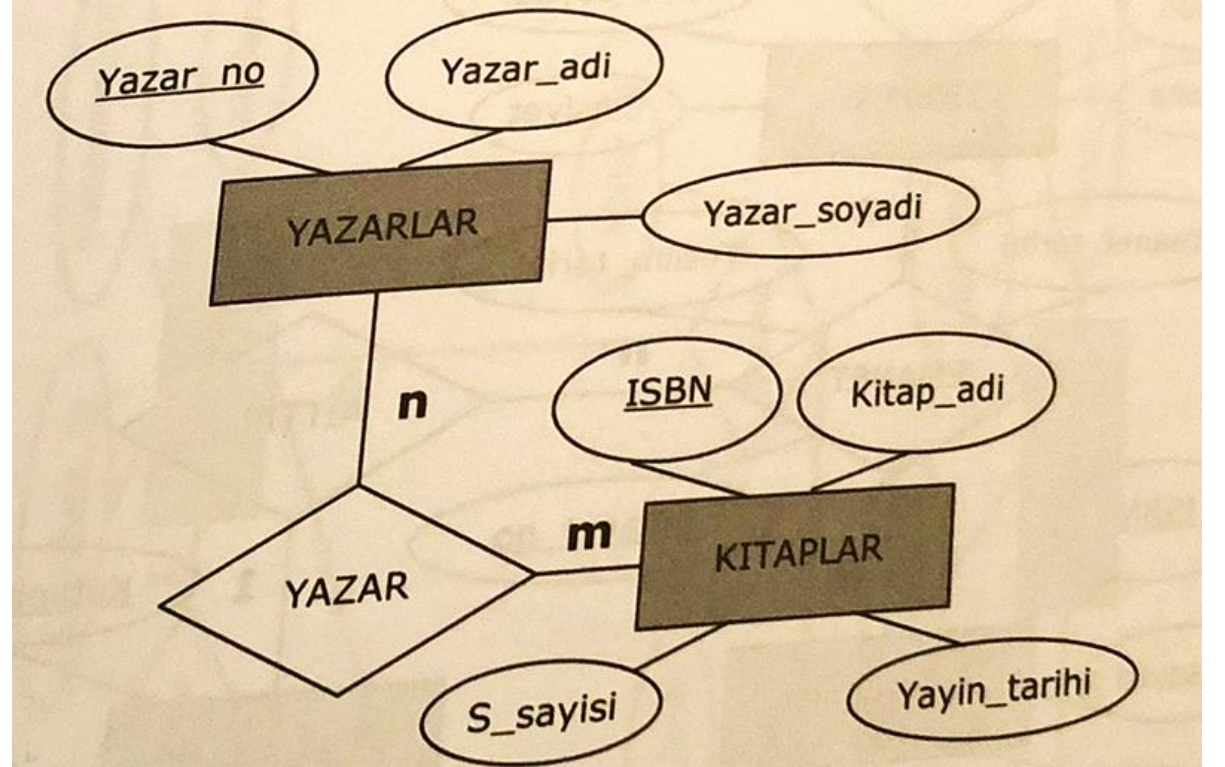 Yazar_no
Yazar_adi
YAZARLAR
Yazar_soyadi
n
ISBN
Kitap_adi
m
KITAPLAR
YAZAR
S_sayisi
Yayin_tarihi